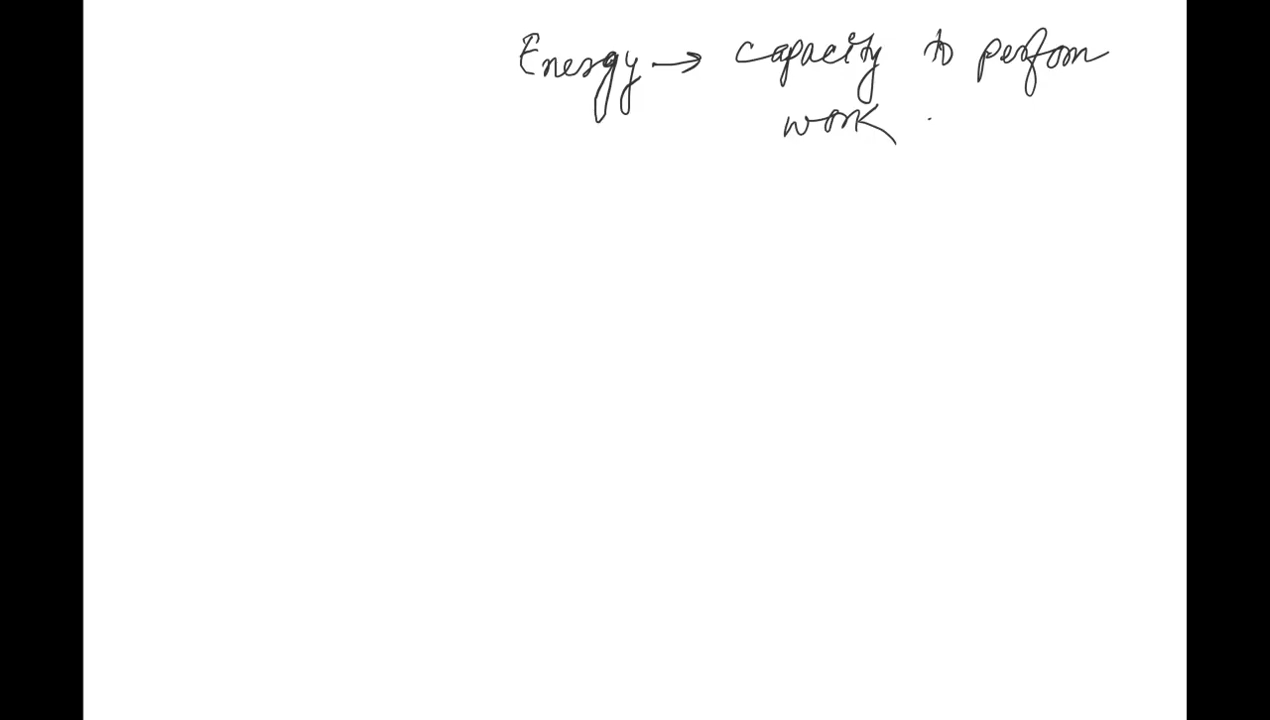 Energy → capacity to perform
work .